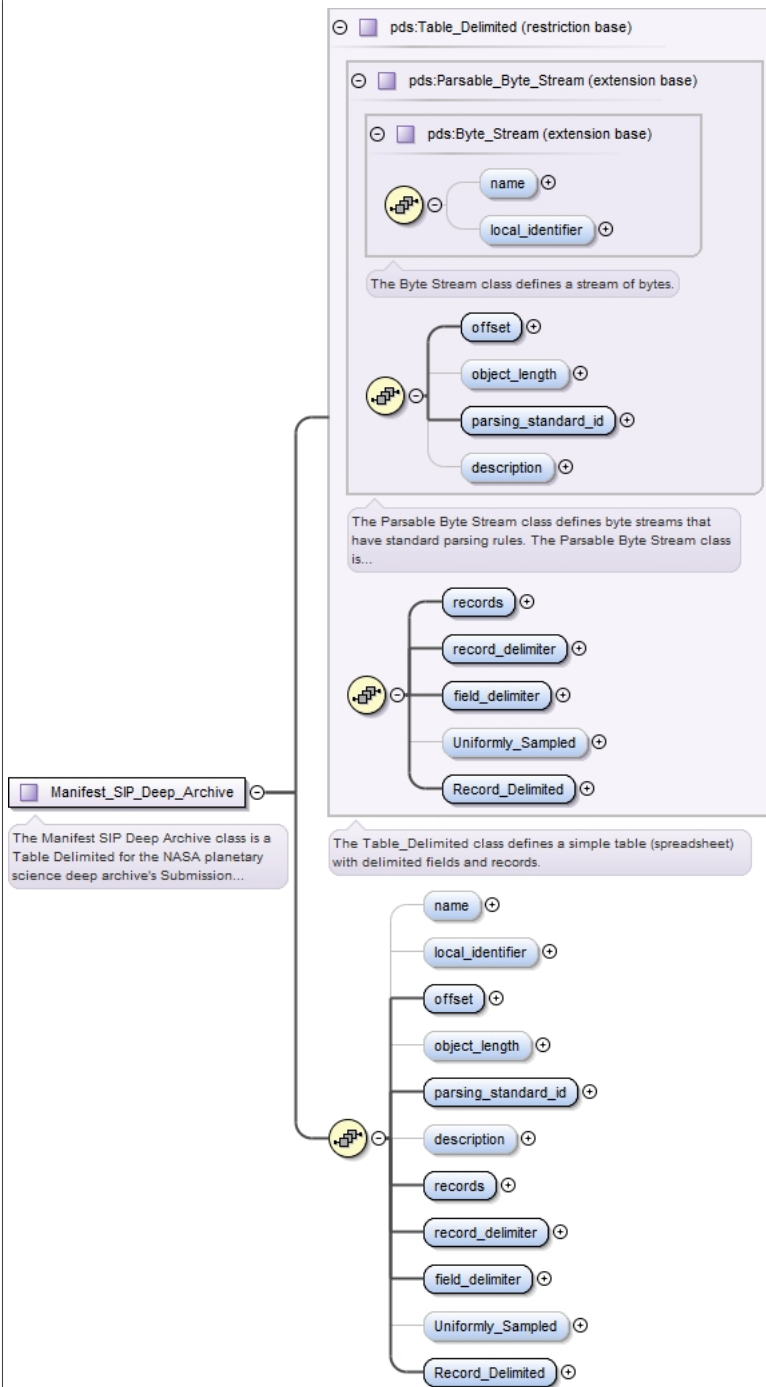 pds:Table_Delimited (restriction base)
pds:Parsable_Byte_Stream (extension base)
pds:Byte_Stream (extension base)
name
local_identifier
The Byte Stream class defines a stream of bytes.
offset
object_length
parsing_standard_id
description
The Parsable Byte Stream class defines byte streams that
have standard parsing rules. The Parsable Byte Stream class
is...
records
record_delimiter
field_delimiter
Uniformly_Sampled
Record_Delimited
Manifest_SIP_Deep_Archive
The Manifest SIP Deep Archive class is a
Table Delimited for the NASA planetary
science deep archive's Submission...
The Table_Delimited class defines a simple table (spreadsheet)
with delimited fields and records.
name
local_identifier
offset
object_length
parsing_standard_id
description
records
record_delimiter
field_delimiter
Uniformly_Sampled
Record_Delimited